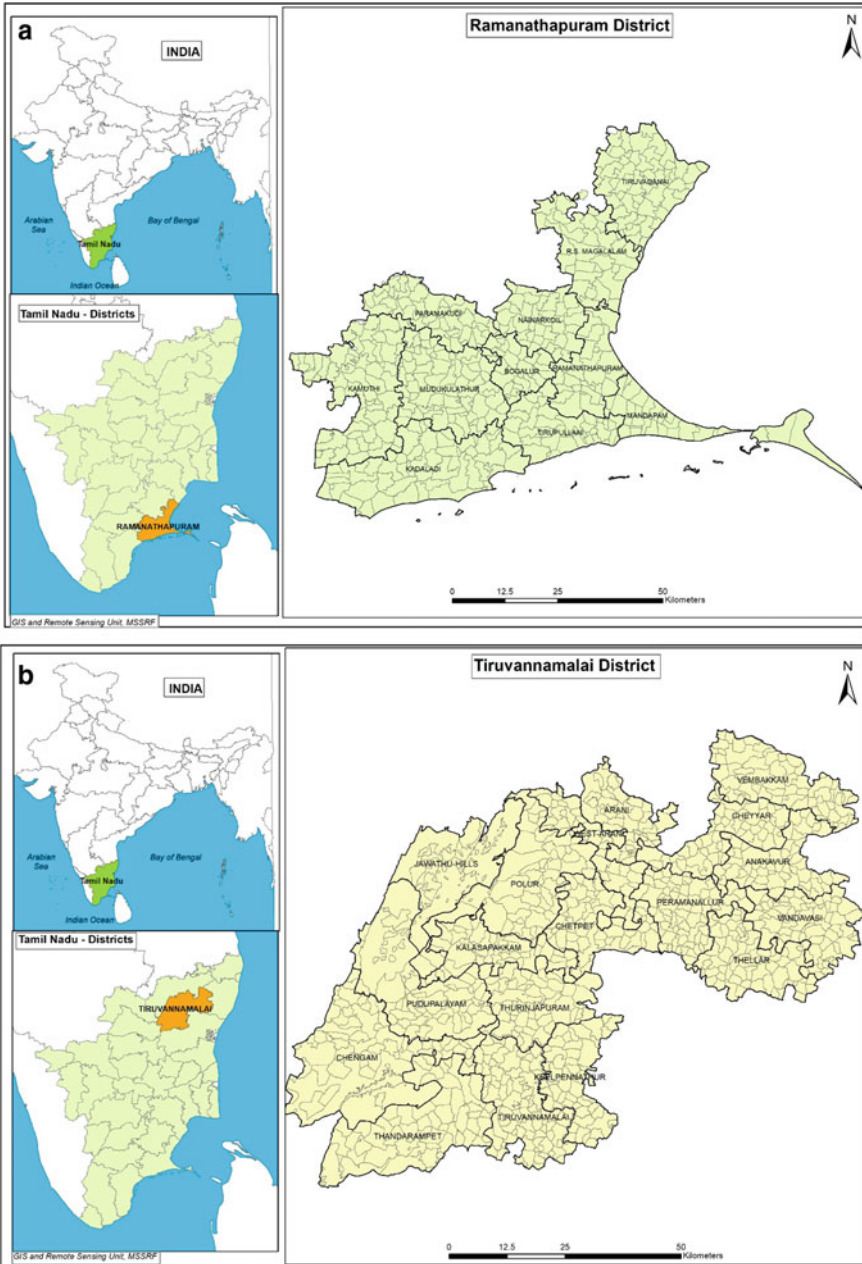 a
INDIA
Arabian
Sea
Bay of Bengal
Tamil Nadu
Indian Ocean
Tamil Nadu - Districts
RAMANATHAPURAM
GIS and Remote Sensing Unit, MSSRF
Ramanathapuram District
N
TIRUVADANAI
R.S. MAGALALAM
PARAMAKUDI
NAINARKOIL
KAMUTHI
MUDUKULATHUR
BOGALUR
RAMANATHAPURAM
MANDAPAM
TIRUPULLANI
KADALADI
0 12.5 25 50
Kilometers
b
INDIA
Arabian
Sea
Bay of Bengal
Tamil Nadu
Indian Ocean
Tamil Nadu - Districts
TIRUVANNAMALAI
GIS and Remote Sensing Unit, MSSRF
Tiruvannamalai District
N
VEMBAKKAM
ARANI
CHEYYAR
WEST-ARANI
JAWATHU-HILLS
ANAKAVUR
POLUR
PERAMANALLUR
VANDAVASI
CHETPET
KALASAPAKKAM
THELLAR
PUDUPALAYAM
THURINJAPURAM
CHENGAM
KEELPENNATHUR
TIRUVANNAMALAI
THANDARAMPET
0 12.5 25 50
Kilometers